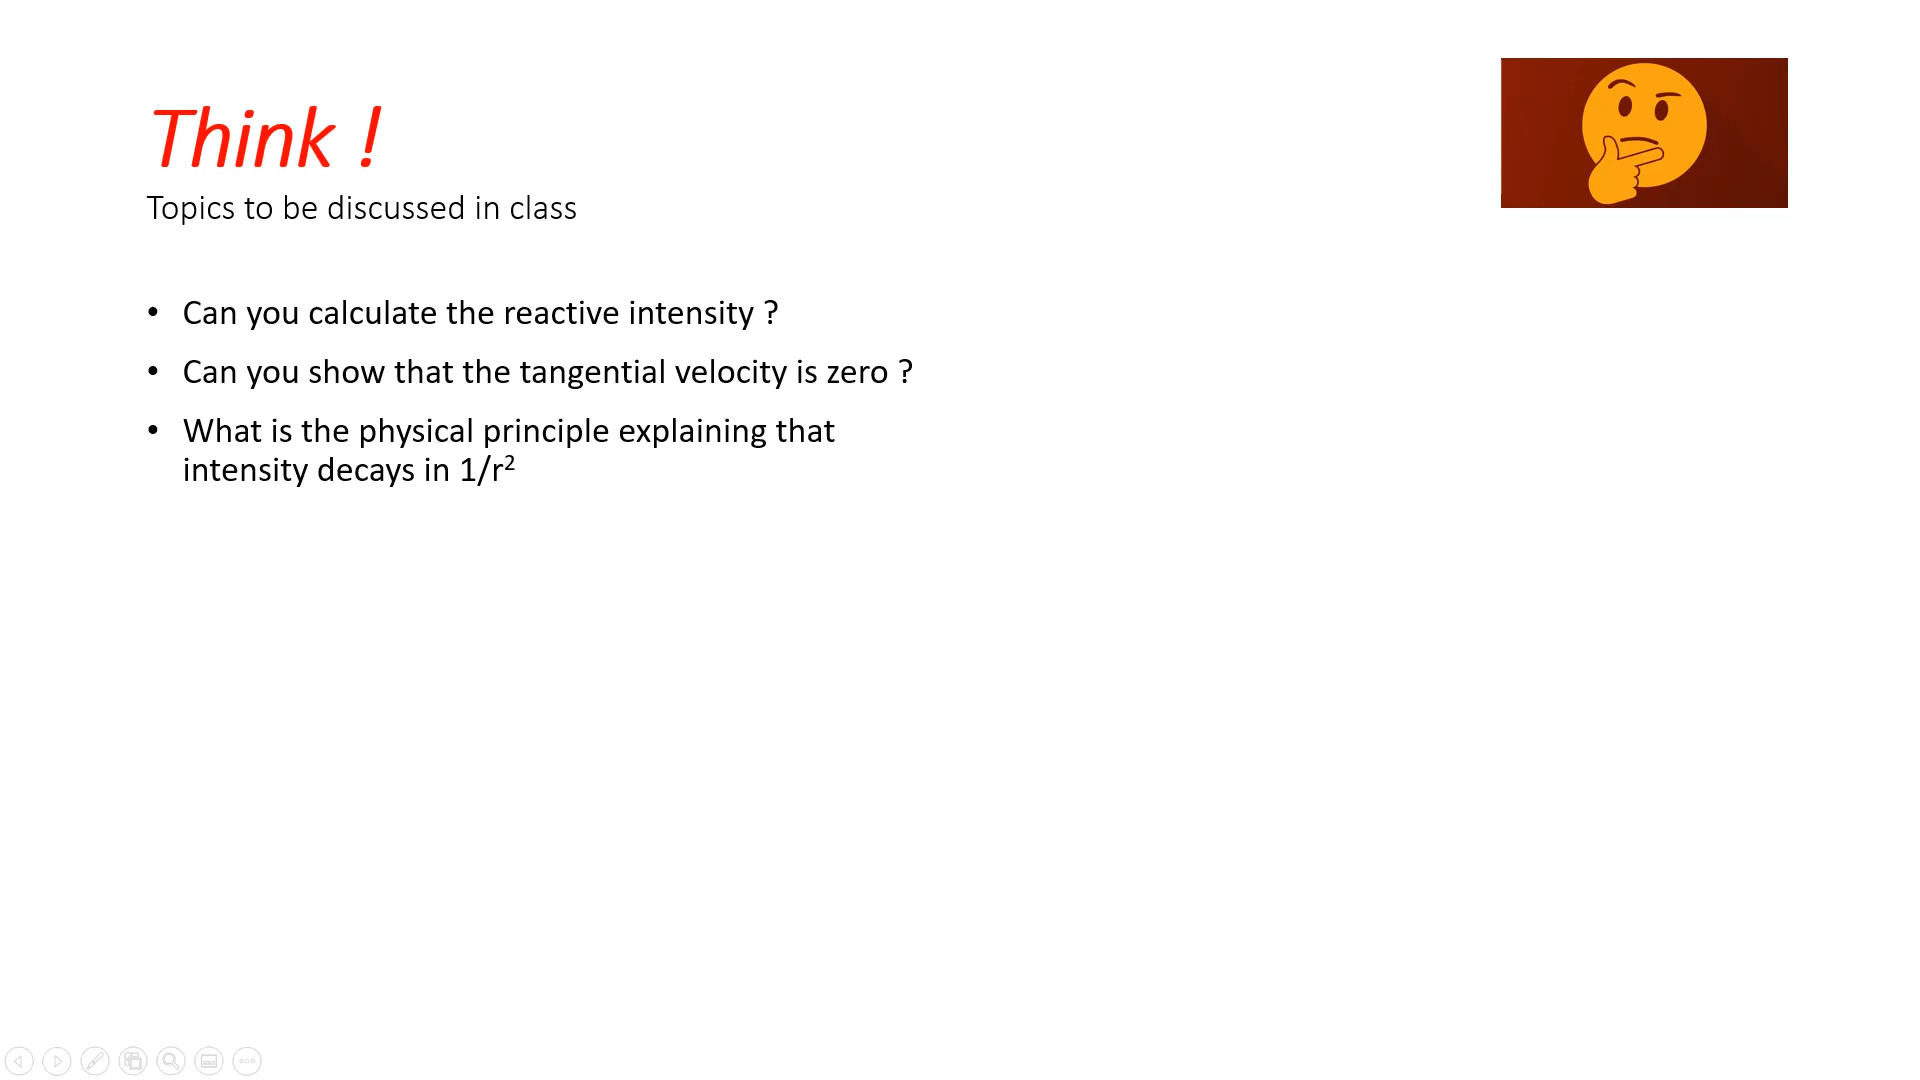 Think !
Topics to be discussed in class
• Can you calculate the reactive intensity ?
• Can you show that the tangential velocity is zero ?
• What is the physical principle explaining that
intensity decays in 1/r²